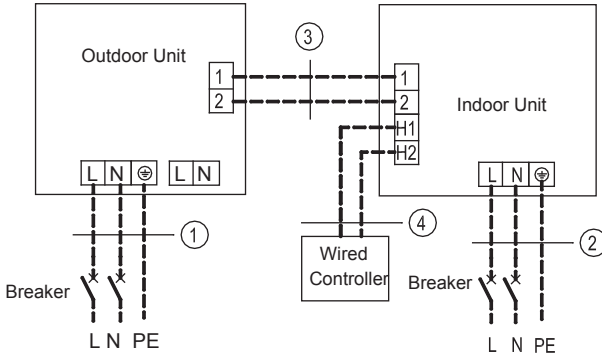 Outdoor Unit
Indoor Unit
3
1
2
1
2
H1
H2
L N ⏚
L N
L N ⏚
1
4
2
Wired
Controller
Breaker
Breaker
L N PE
L N PE